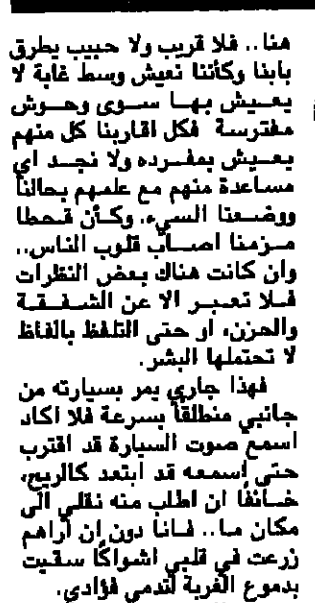 هنا.. فلا قريب ولا حبيب يطرق
بابنا وكأننا نعيش وسط غابة لا
يعيش بها سوى وحوش
مفترسة فكل اقاربنا كل منهم
يعيش بمفرده ولا نجد اي
مساعدة منهم مع علمهم بحالنا
ووضعنا السيء، وكأن قحطا
مزمنا اصاب قلوب الناس..
وان كانت هناك بعض النظرات
فلا تعبر الا عن الشفقة
والحزن، او حتى التلفظ بالفاظ
لا تحتملها البشر.
فهذا جاري يمر بسيارته من
جانبي منطلقاً بسرعة فلا اكاد
اسمع صوت السيارة قد اقترب
حتى اسمعه قد ابتعد كالريح،
خائفا ان اطلب منه نقلي الى
مكان ما.. فانا دون ان أراهم
زرعت في قلبي اشواكا سقيت
بدموع الغربة لتدمي فؤادي.